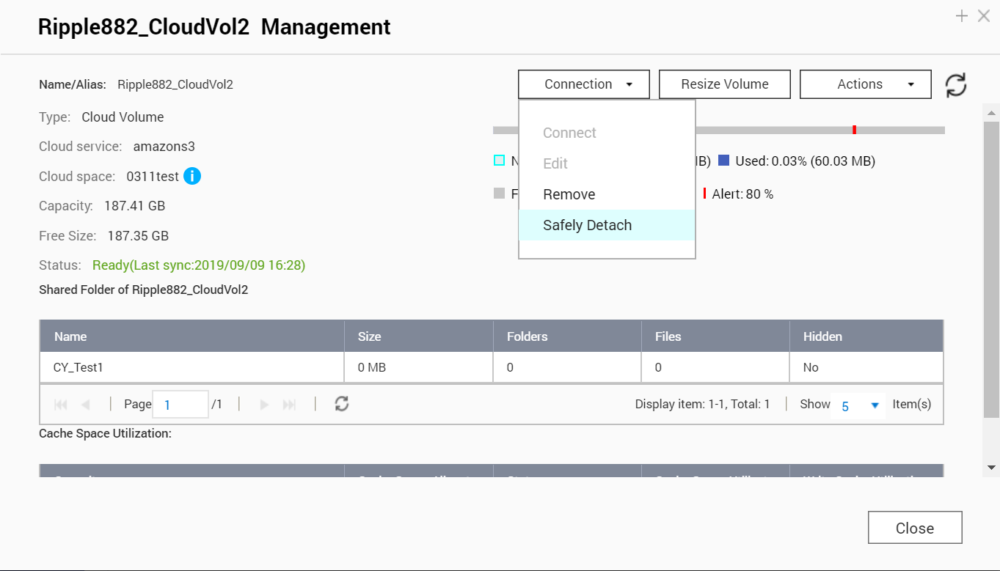 Ripple882_CloudVol2 Management
Name/Alias: Ripple882_CloudVol2
Connection Resize Volume Actions
Type: Cloud Volume
Connect
Cloud service: amazons3
Edit
Used: 0.03% (60.03 MB)
Cloud space: 0311test
Remove
Alert: 80 %
Capacity: 187.41 GB
Safely Detach
Free Size: 187.35 GB
Status: Ready(Last sync:2019/09/09 16:28)
Shared Folder of Ripple882_CloudVol2
Name Size Folders Files Hidden
CY_Test1 0 MB 0 0 No
Page 1 /1 Display item: 1-1, Total: 1 Show 5 Item(s)
Cache Space Utilization:
Close